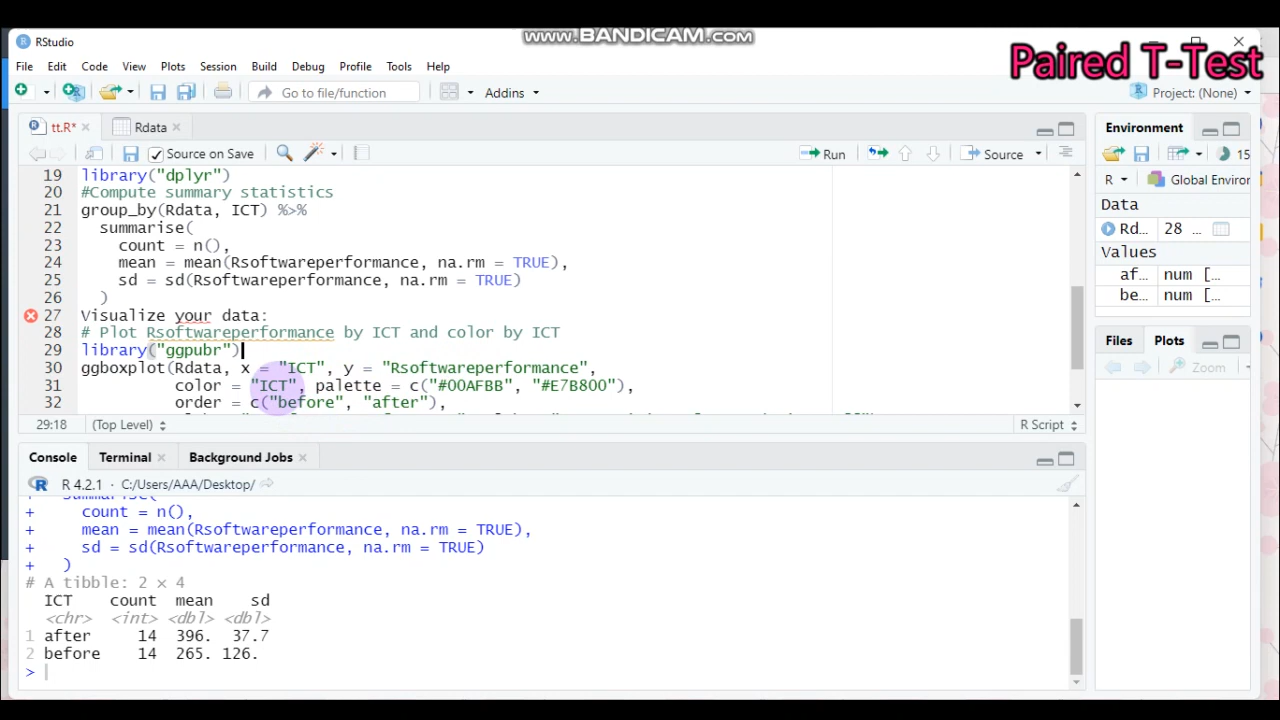 www.BANDICAM.com
RStudio
Paired T-Test
File Edit Code View Plots Session Build Debug Profile Tools Help
Go to file/function
Addins
Project: (None)
tt.R*
Rdata
Source on Save
Run
Source
19 library("dplyr")
20 #Compute summary statistics
21 group_by(Rdata, ICT) %>%
22 summarise(
23 count = n(),
24 mean = mean(Rsoftwareperformance, na.rm = TRUE),
25 sd = sd(Rsoftwareperformance, na.rm = TRUE)
26 )
27 Visualize your data:
28 # Plot Rsoftwareperformance by ICT and color by ICT
29 library("ggpubr")
30 ggboxplot(Rdata, x = "ICT", y = "Rsoftwareperformance",
31 color = "ICT", palette = c("#00AFBB", "#E7B800"),
32 order = c("before", "after"),
29:18 (Top Level) R Script
Console Terminal Background Jobs
R 4.2.1 · C:/Users/AAA/Desktop/
+ summarise(
+ count = n(),
+ mean = mean(Rsoftwareperformance, na.rm = TRUE),
+ sd = sd(Rsoftwareperformance, na.rm = TRUE)
+ )
# A tibble: 2 × 4
ICT count mean sd
<chr> <int> <dbl> <dbl>
1 after 14 396. 37.7
2 before 14 265. 126.
>
Environment
15
R Global Enviror
Data
Rd… 28 …
Values
af… num […
be… num […
Files Plots
Zoom